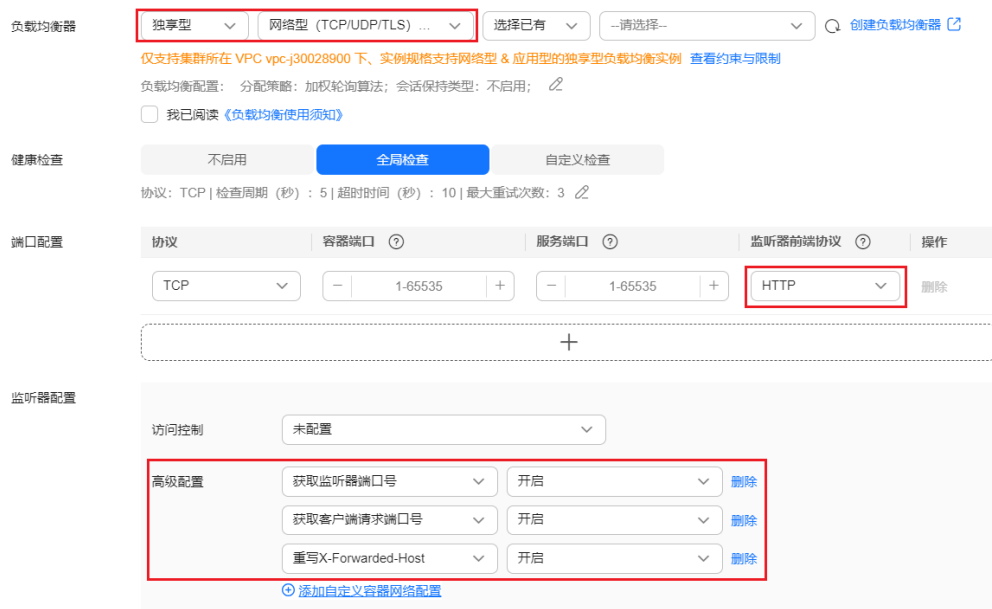 负载均衡器 独享型 网络型 (TCP/UDP/TLS) ... 选择已有 --请选择-- 创建负载均衡器
仅支持集群所在 VPC vpc-j30028900 下、实例规格支持网络型 & 应用型的独享型负载均衡实例 查看约束与限制
负载均衡配置： 分配策略：加权轮询算法；会话保持类型：不启用；
我已阅读《负载均衡使用须知》
健康检查 不启用 全局检查 自定义检查
协议：TCP | 检查周期（秒）：5 | 超时时间（秒）：10 | 最大重试次数：3
端口配置 协议 容器端口 ? 服务端口 ? 监听器前端协议 ? 操作
TCP − 1-65535 + − 1-65535 + HTTP 删除
+
监听器配置
访问控制 未配置
高级配置 获取监听器端口号 开启 删除
获取客户端请求端口号 开启 删除
重写X-Forwarded-Host 开启 删除
添加自定义容器网络配置